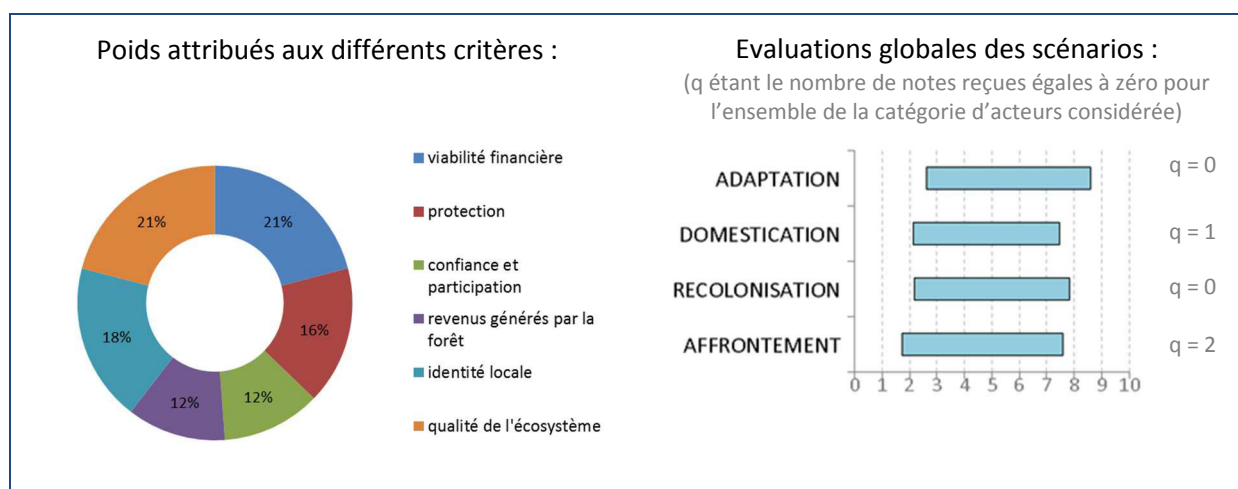 Poids attribués aux différents critères :
21%
21%
16%
18%
12%
12%
viabilité financière
protection
confiance et
participation
revenus générés par la
forêt
identité locale
qualité de l'écosystème
Evaluations globales des scénarios :
(q étant le nombre de notes reçues égales à zéro pour
l’ensemble de la catégorie d’acteurs considérée)
ADAPTATION
q = 0
DOMESTICATION
q = 1
RECOLONISATION
q = 0
AFFRONTEMENT
q = 2
0 1 2 3 4 5 6 7 8 9 10